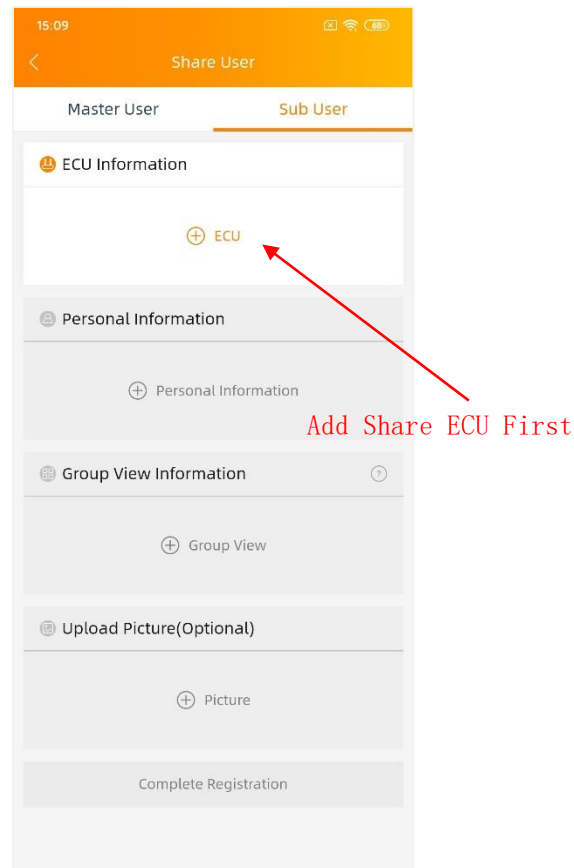 15:09
60
Share User
Master User
Sub User
ECU Information
ECU
Personal Information
Personal Information
Add Share ECU First
Group View Information
?
Group View
Upload Picture(Optional)
Picture
Complete Registration